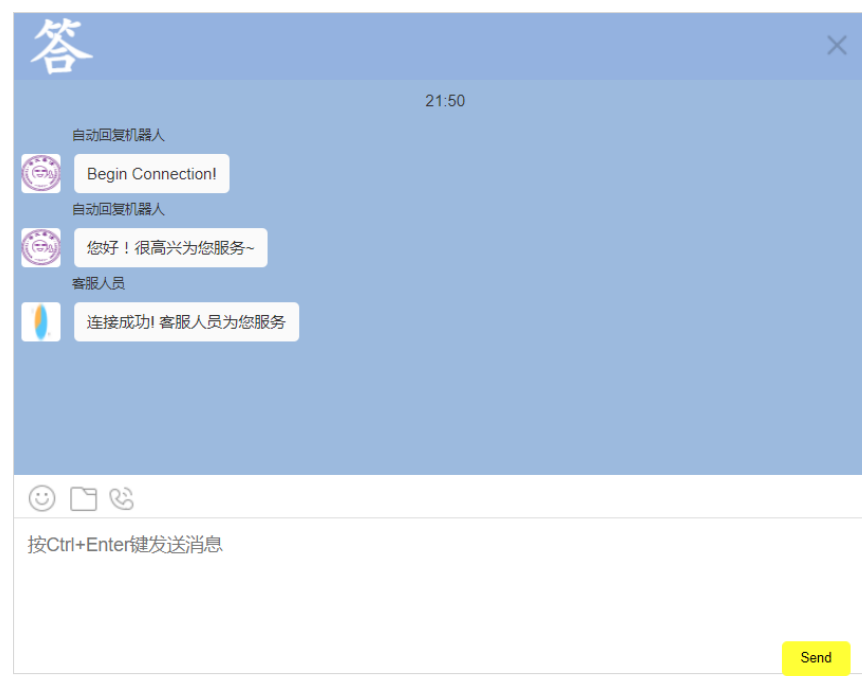 答
21:50
自动回复机器人
Begin Connection!
自动回复机器人
您好！很高兴为您服务~
客服人员
连接成功! 客服人员为您服务
按Ctrl+Enter键发送消息
Send